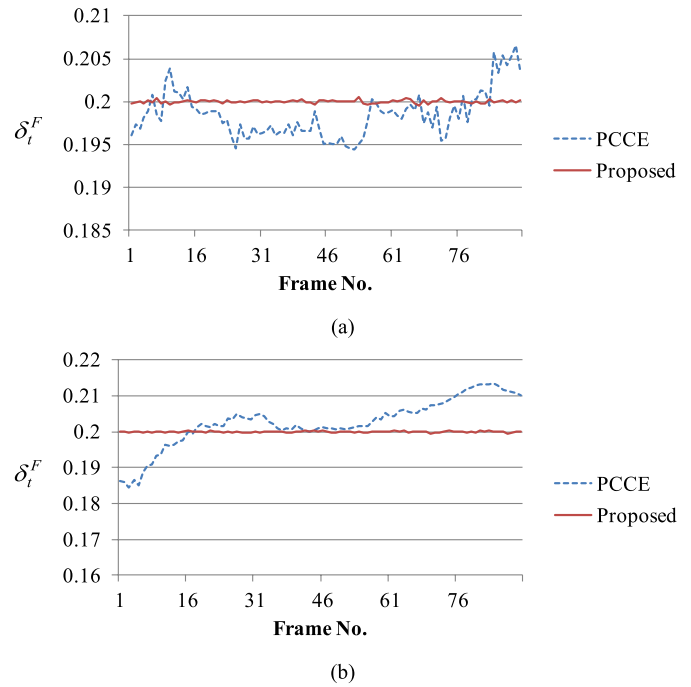 0.21
0.205
0.2
0.195
0.19
0.185
δ_t^F
1 16 31 46 61 76
Frame No.
PCCE
Proposed
(a)
0.22
0.21
0.2
0.19
0.18
0.17
0.16
δ_t^F
1 16 31 46 61 76
Frame No.
PCCE
Proposed
(b)